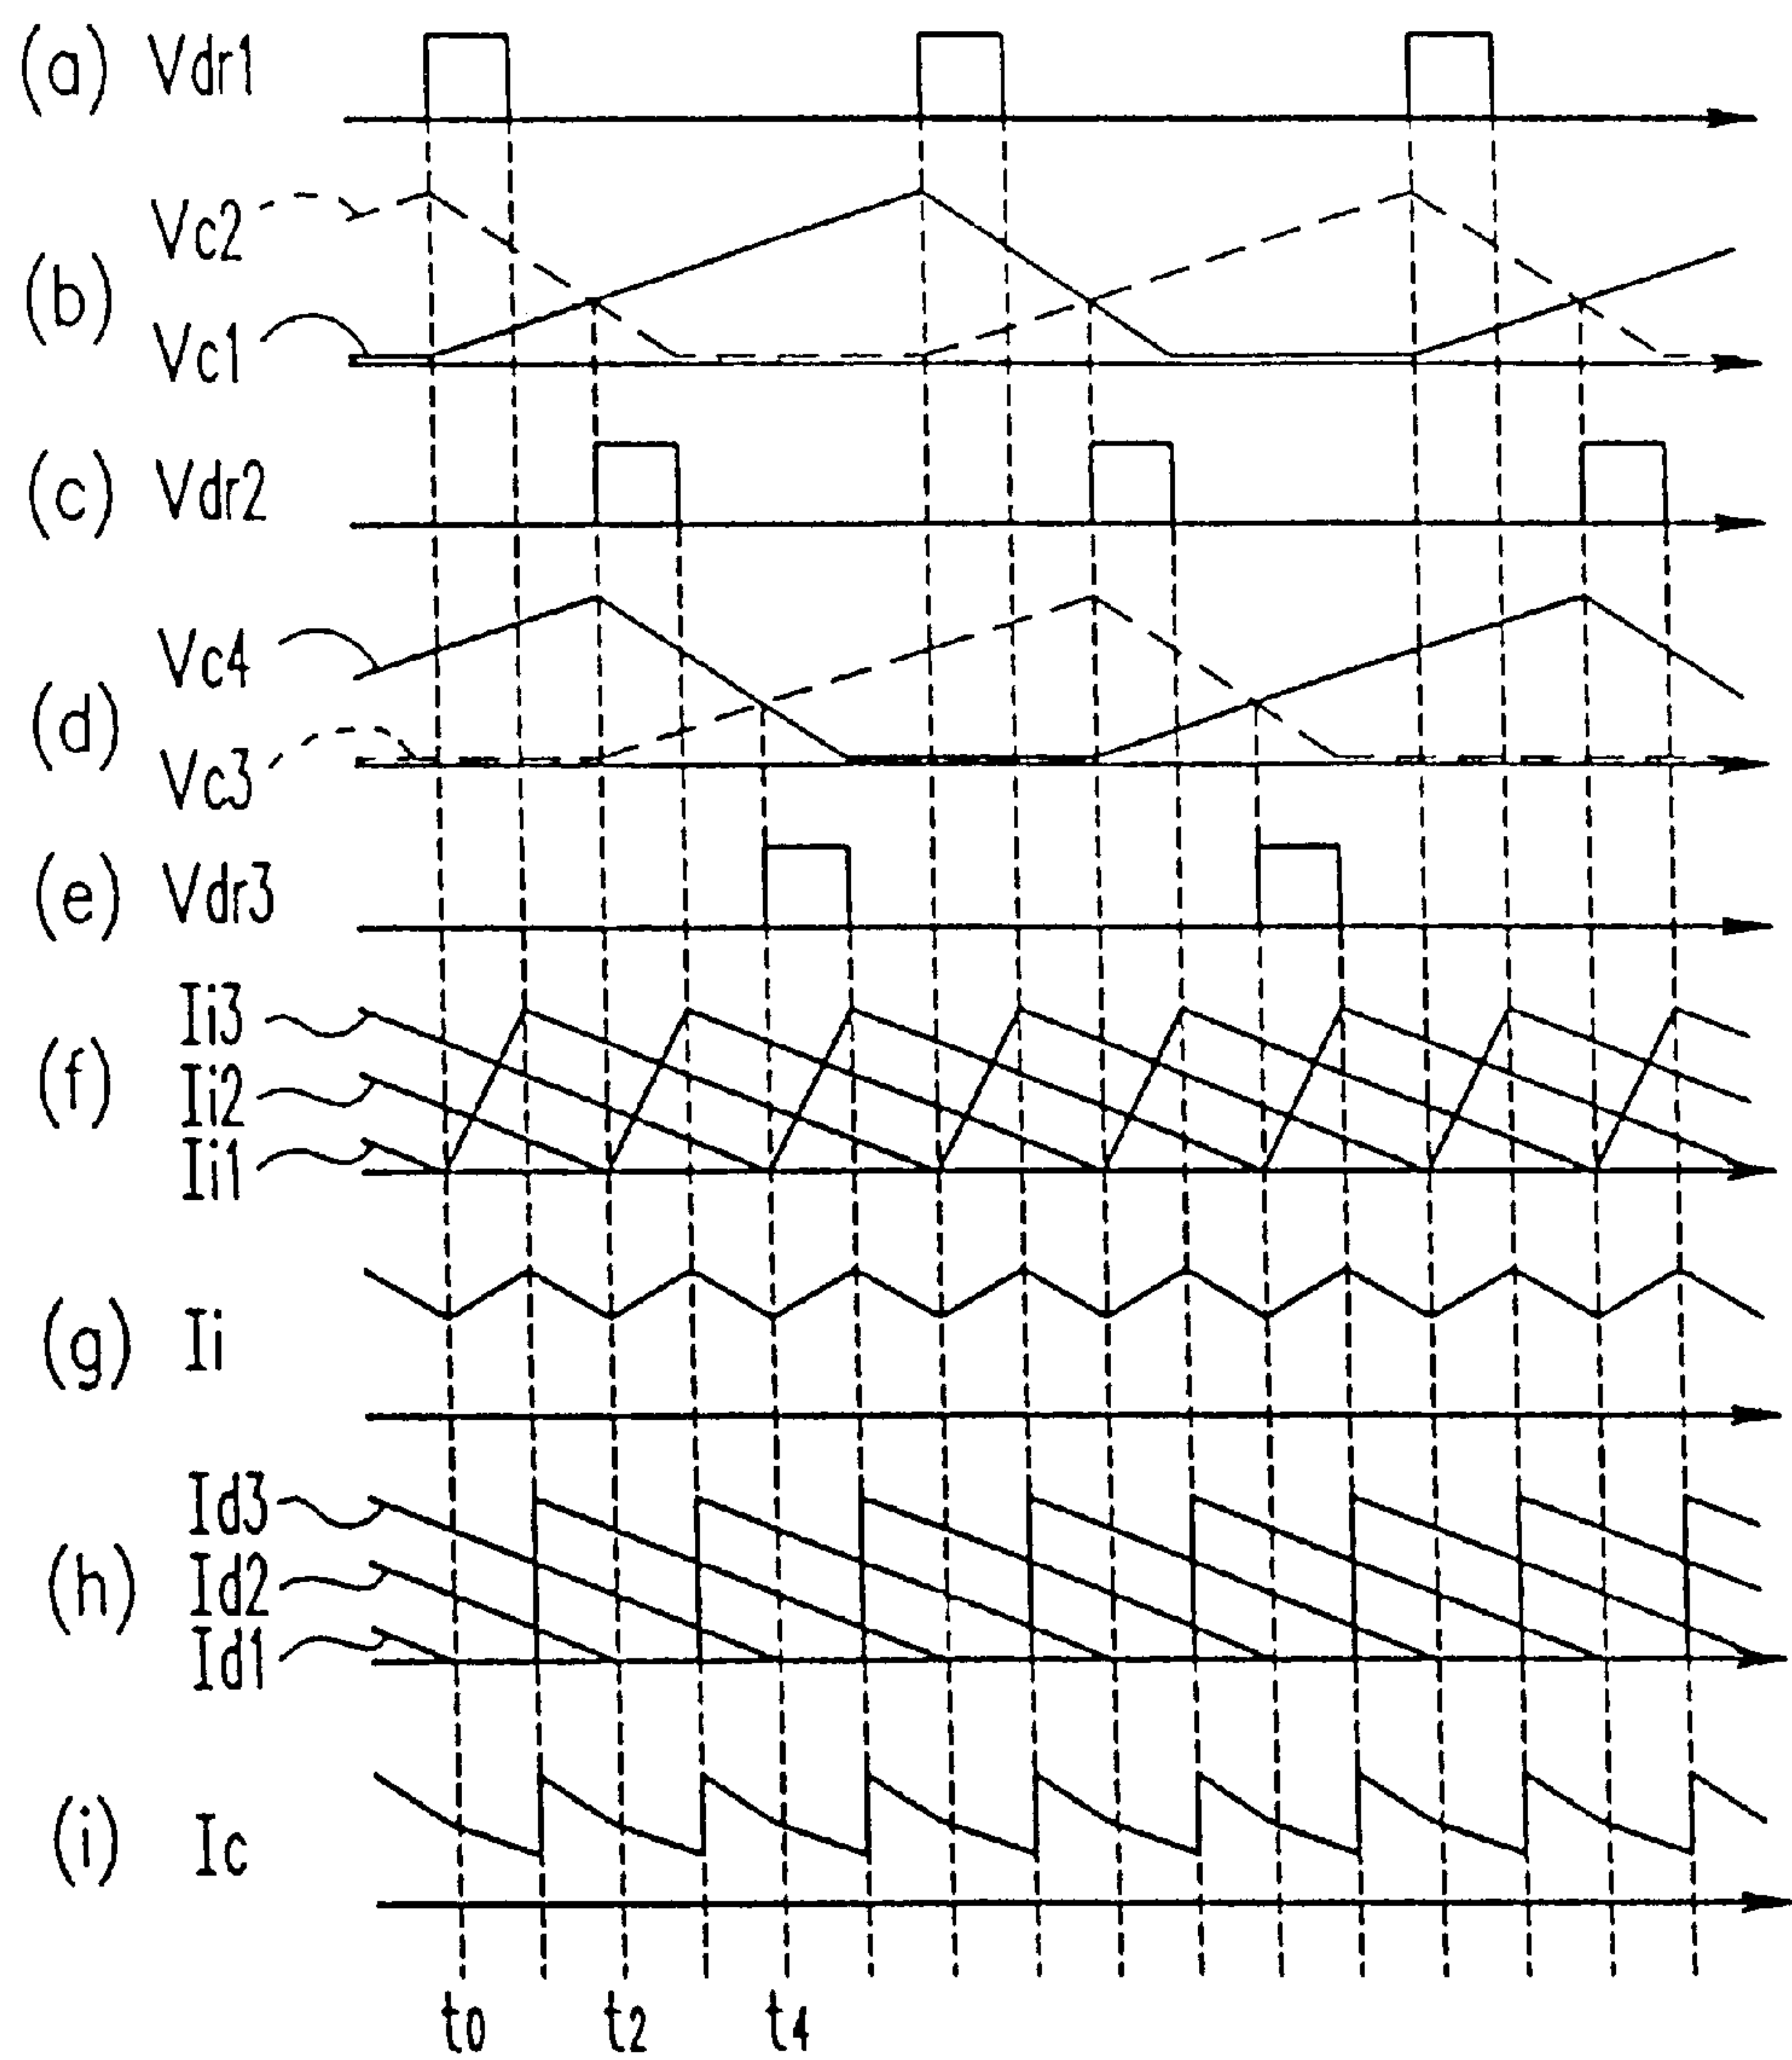 (a) Vdr1
Vc2
(b)
Vc1
(c) Vdr2
Vc4
(d)
Vc3
(e) Vdr3
Ii3
(f)
Ii2
Ii1
(g) Ii
Id3
(h) Id2
Id1
(i) Ic
t0 t2 t4